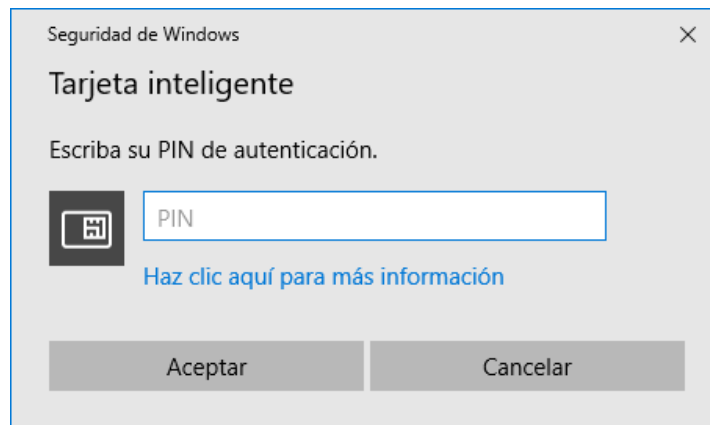 Seguridad de Windows
Tarjeta inteligente
Escriba su PIN de autenticación.
PIN
Haz clic aquí para más información
Aceptar
Cancelar